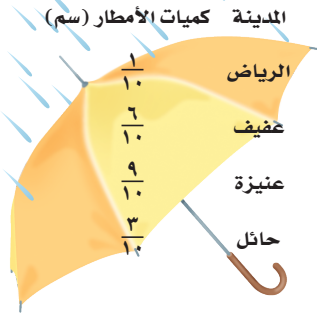 المدينة كميات الأمطار (سم)
الرياض ١/١٠
عفيف ٦/١٠
عنيزة ٩/١٠
حائل ٣/١٠